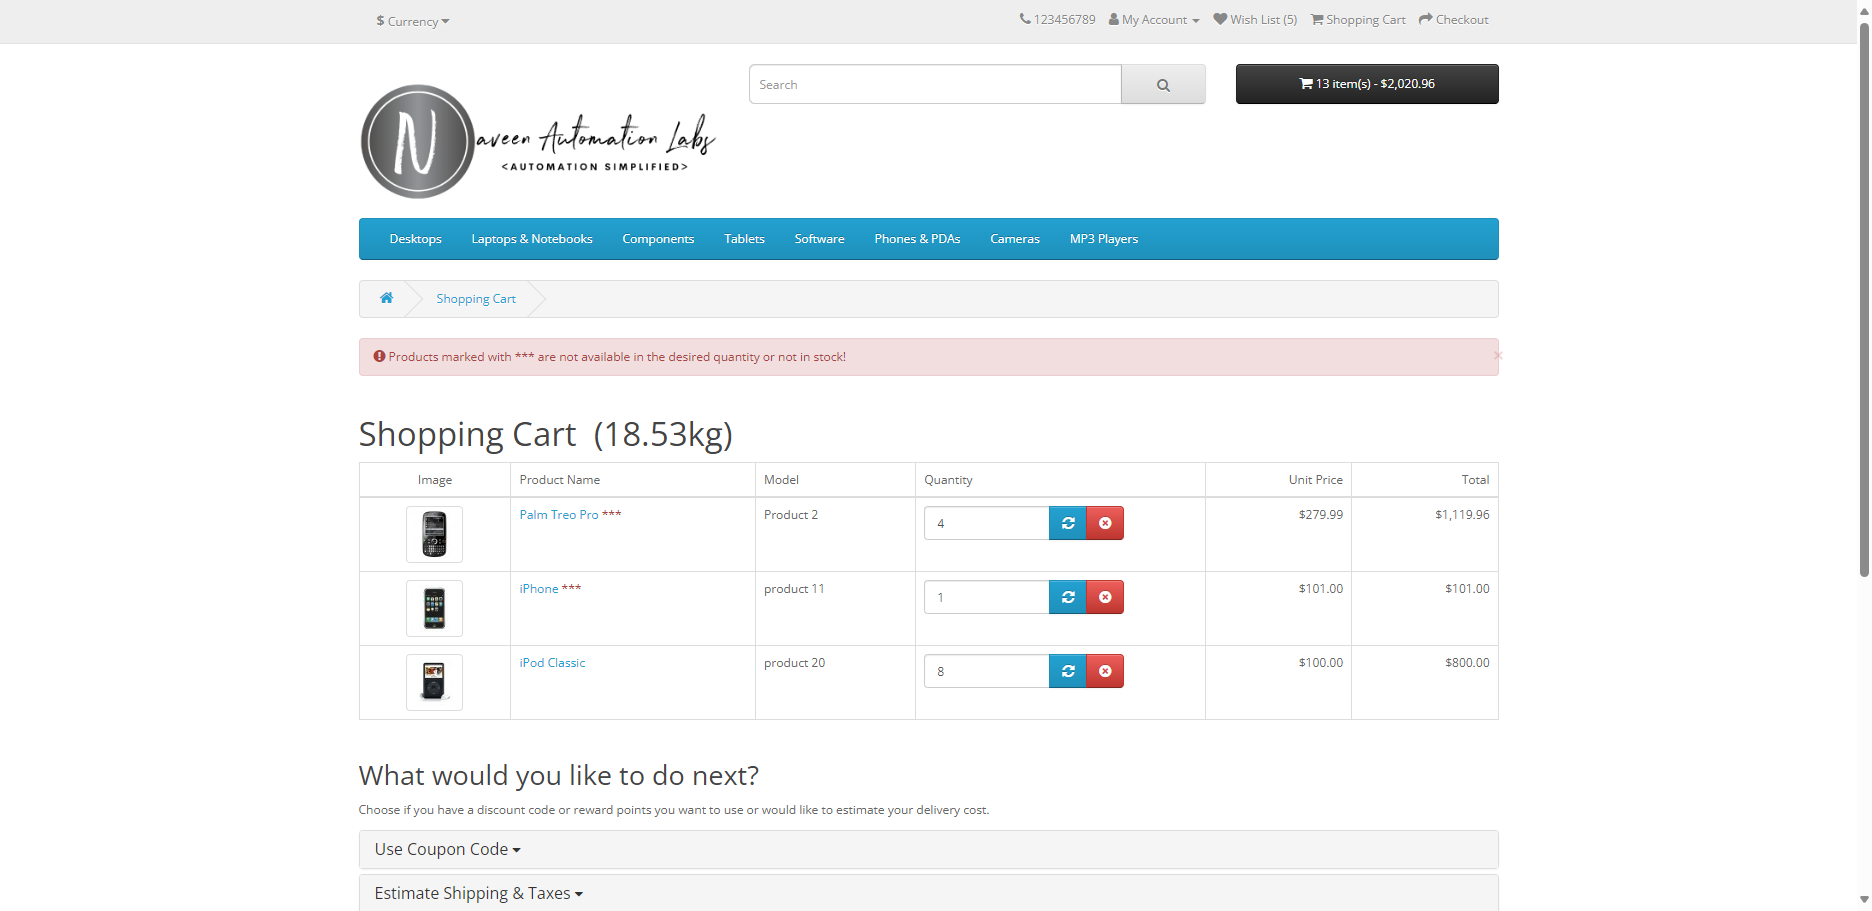 $ Currency
123456789 My Account Wish List (5) Shopping Cart Checkout
Search
13 item(s) - $2,020.96
N aveen Automation Labs
<AUTOMATION SIMPLIFIED>
Desktops Laptops & Notebooks Components Tablets Software Phones & PDAs Cameras MP3 Players
Shopping Cart
Products marked with *** are not available in the desired quantity or not in stock!
×
Shopping Cart (18.53kg)
Image Product Name Model Quantity Unit Price Total
Palm Treo Pro *** Product 2 4 $279.99 $1,119.96
iPhone *** product 11 1 $101.00 $101.00
iPod Classic product 20 8 $100.00 $800.00
What would you like to do next?
Choose if you have a discount code or reward points you want to use or would like to estimate your delivery cost.
Use Coupon Code
Estimate Shipping & Taxes